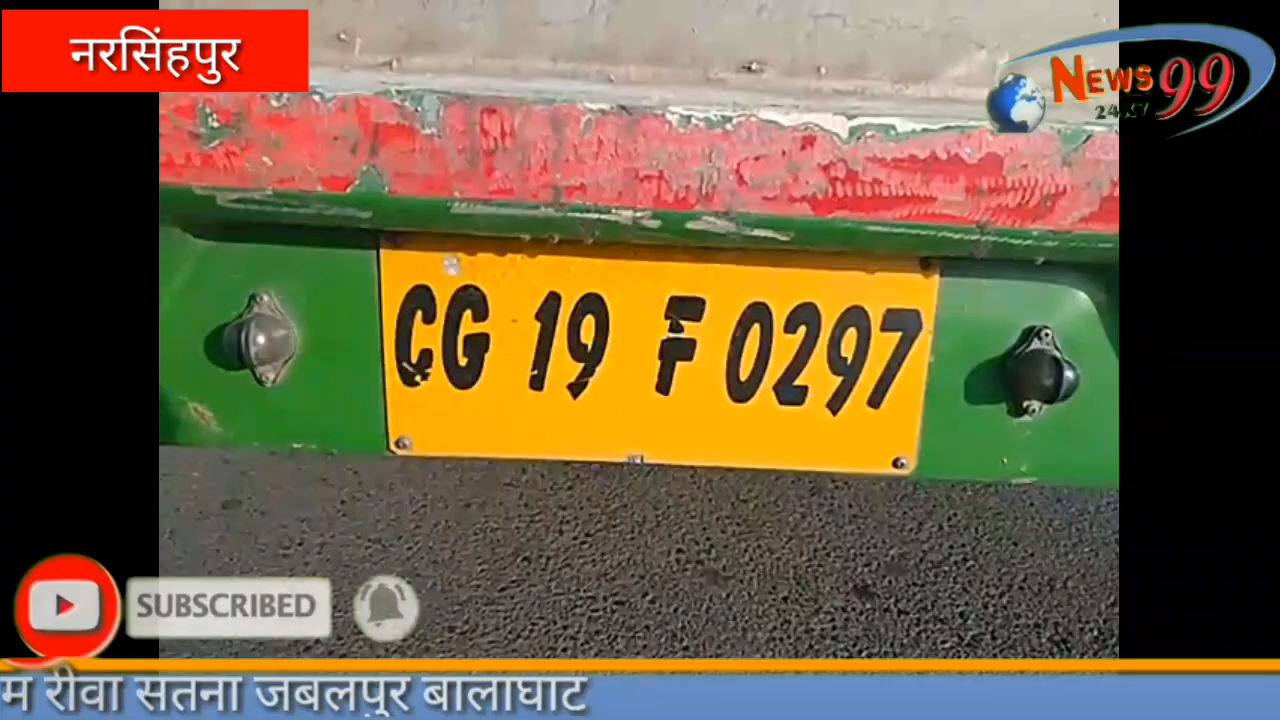 नरसिंहपुर
NEWS 99
24X7
CG 19 F 0297
SUBSCRIBED
रीवा सतना जबलपुर बालाघाट